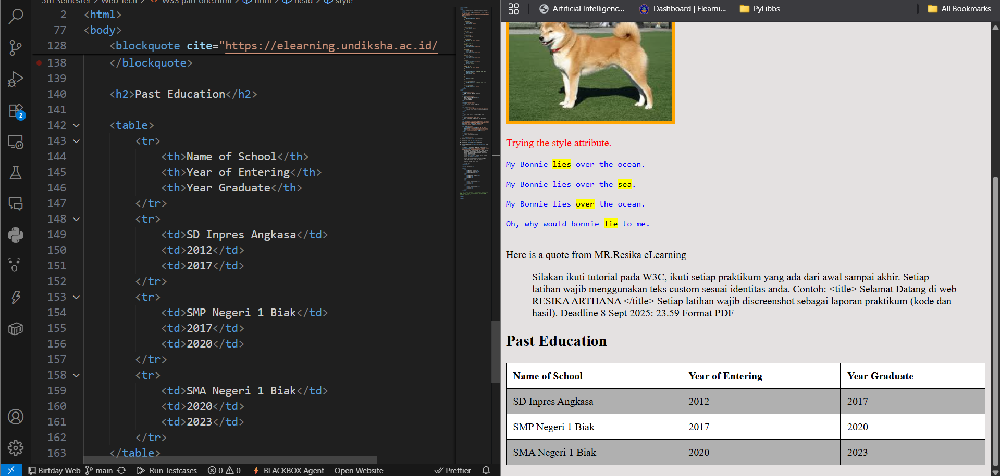 5th Semester > Web Tech > W3S part one.html > html > head > style
2 <html>
77 <body>
128 <blockquote cite="https://elearning.undiksha.ac.id/
138 </blockquote>
139
140 <h2>Past Education</h2>
141
142 <table>
143 <tr>
144 <th>Name of School</th>
145 <th>Year of Entering</th>
146 <th>Year Graduate</th>
147 </tr>
148 <tr>
149 <td>SD Inpres Angkasa</td>
150 <td>2012</td>
151 <td>2017</td>
152 </tr>
153 <tr>
154 <td>SMP Negeri 1 Biak</td>
155 <td>2017</td>
156 <td>2020</td>
157 </tr>
158 <tr>
159 <td>SMA Negeri 1 Biak</td>
160 <td>2020</td>
161 <td>2023</td>
162 </tr>
163 </table>
2
Birtday Web main Run Testcases 0 0 BLACKBOX Agent Open Website Prettier
Artificial Intelligenc... Dashboard | Elearni... PyLibbs All Bookmarks
Trying the style attribute.
My Bonnie lies over the ocean.
My Bonnie lies over the sea.
My Bonnie lies over the ocean.
Oh, why would bonnie lie to me.
Here is a quote from MR.Resika eLearning
Silakan ikuti tutorial pada W3C, ikuti setiap praktikum yang ada dari awal sampai akhir. Setiap
latihan wajib menggunakan teks custom sesuai identitas anda. Contoh: <title> Selamat Datang di web
RESIKA ARTHANA </title> Setiap latihan wajib discreenshot sebagai laporan praktikum (kode dan
hasil). Deadline 8 Sept 2025: 23.59 Format PDF
Past Education
Name of School Year of Entering Year Graduate
SD Inpres Angkasa 2012 2017
SMP Negeri 1 Biak 2017 2020
SMA Negeri 1 Biak 2020 2023